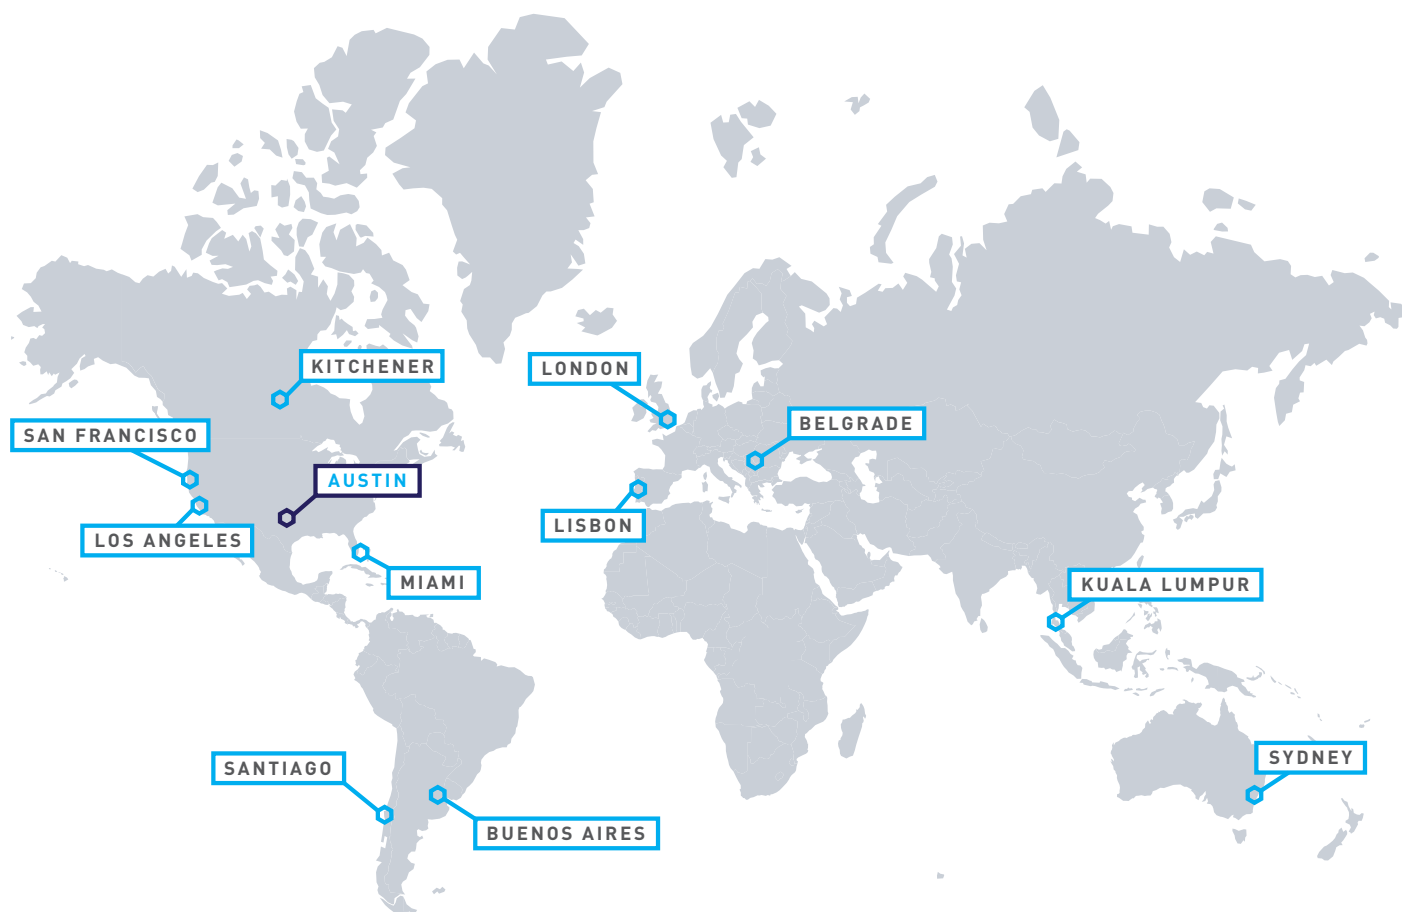 KITCHENER
LONDON
BELGRADE
SAN FRANCISCO
AUSTIN
LISBON
LOS ANGELES
MIAMI
KUALA LUMPUR
SYDNEY
SANTIAGO
BUENOS AIRES